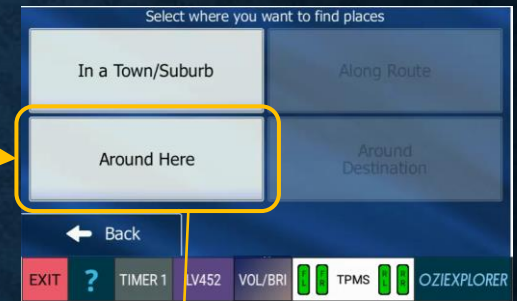 Select where you want to find places
In a Town/Suburb
Along Route
Around Here
Around
Destination
Back
EXIT ? TIMER 1 LV452 VOL/BRI F L F R TPMS R L R R OZIEXPLORER